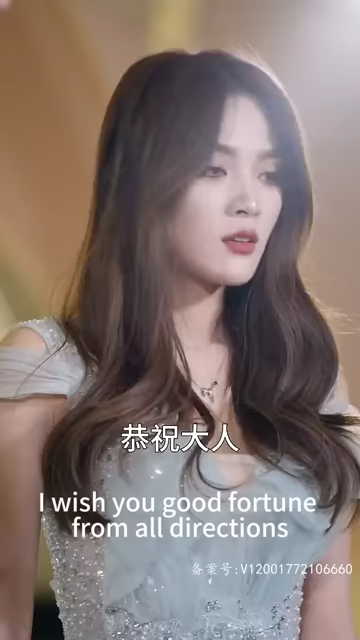 恭祝大人
I wish you good fortune
from all directions
备案号:V12001772106660